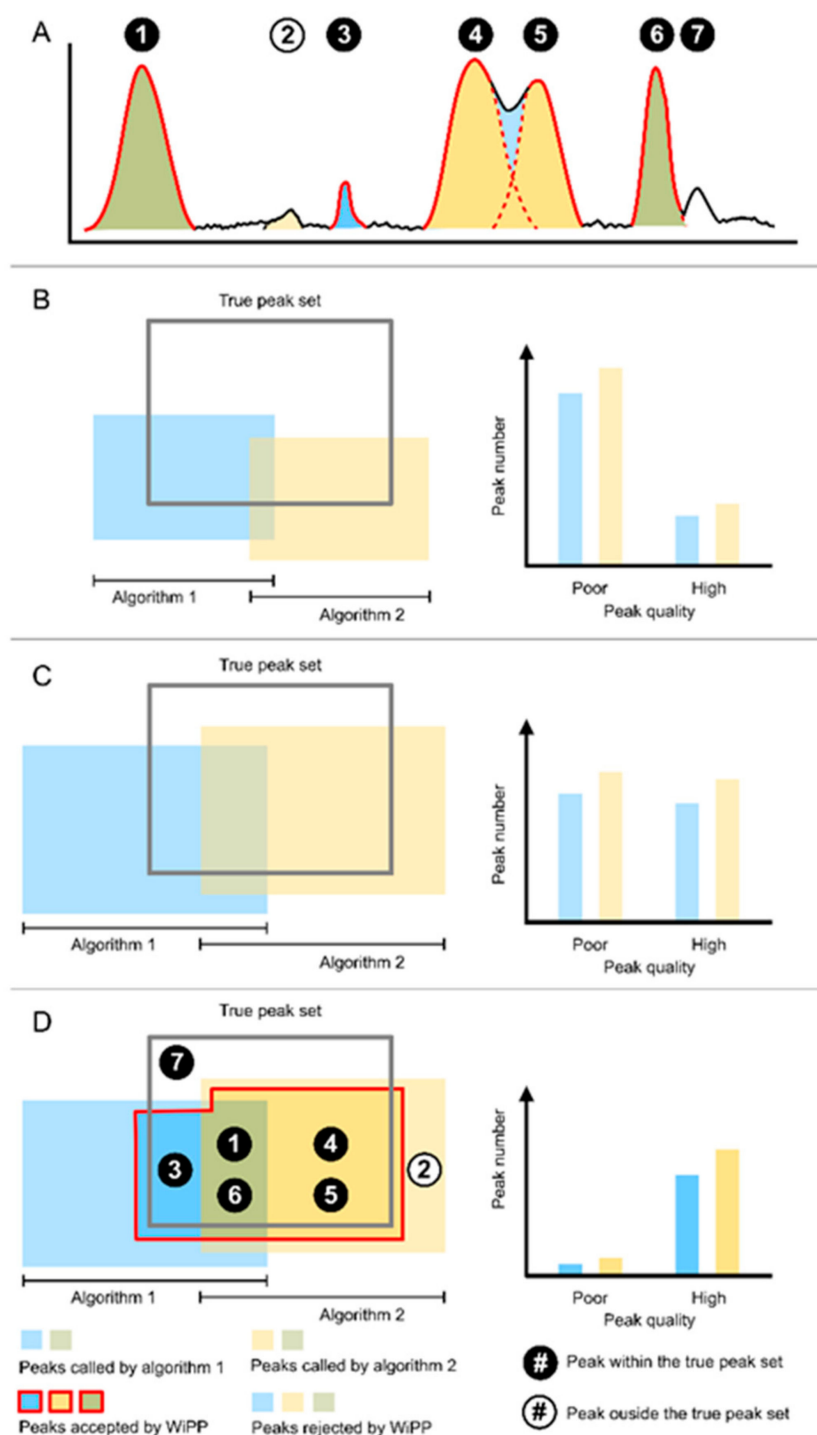 A
1 2 3 4 5 6 7
B
True peak set
Algorithm 1
Algorithm 2
Peak number
Poor High
Peak quality
C
True peak set
Algorithm 1
Algorithm 2
Peak number
Poor High
Peak quality
D
True peak set
7
1 4
3 2
6 5
Algorithm 1
Algorithm 2
Peak number
Poor High
Peak quality
Peaks called by algorithm 1
Peaks called by algorithm 2
# Peak within the true peak set
Peaks accepted by WiPP
Peaks rejected by WiPP
# Peak ouside the true peak set